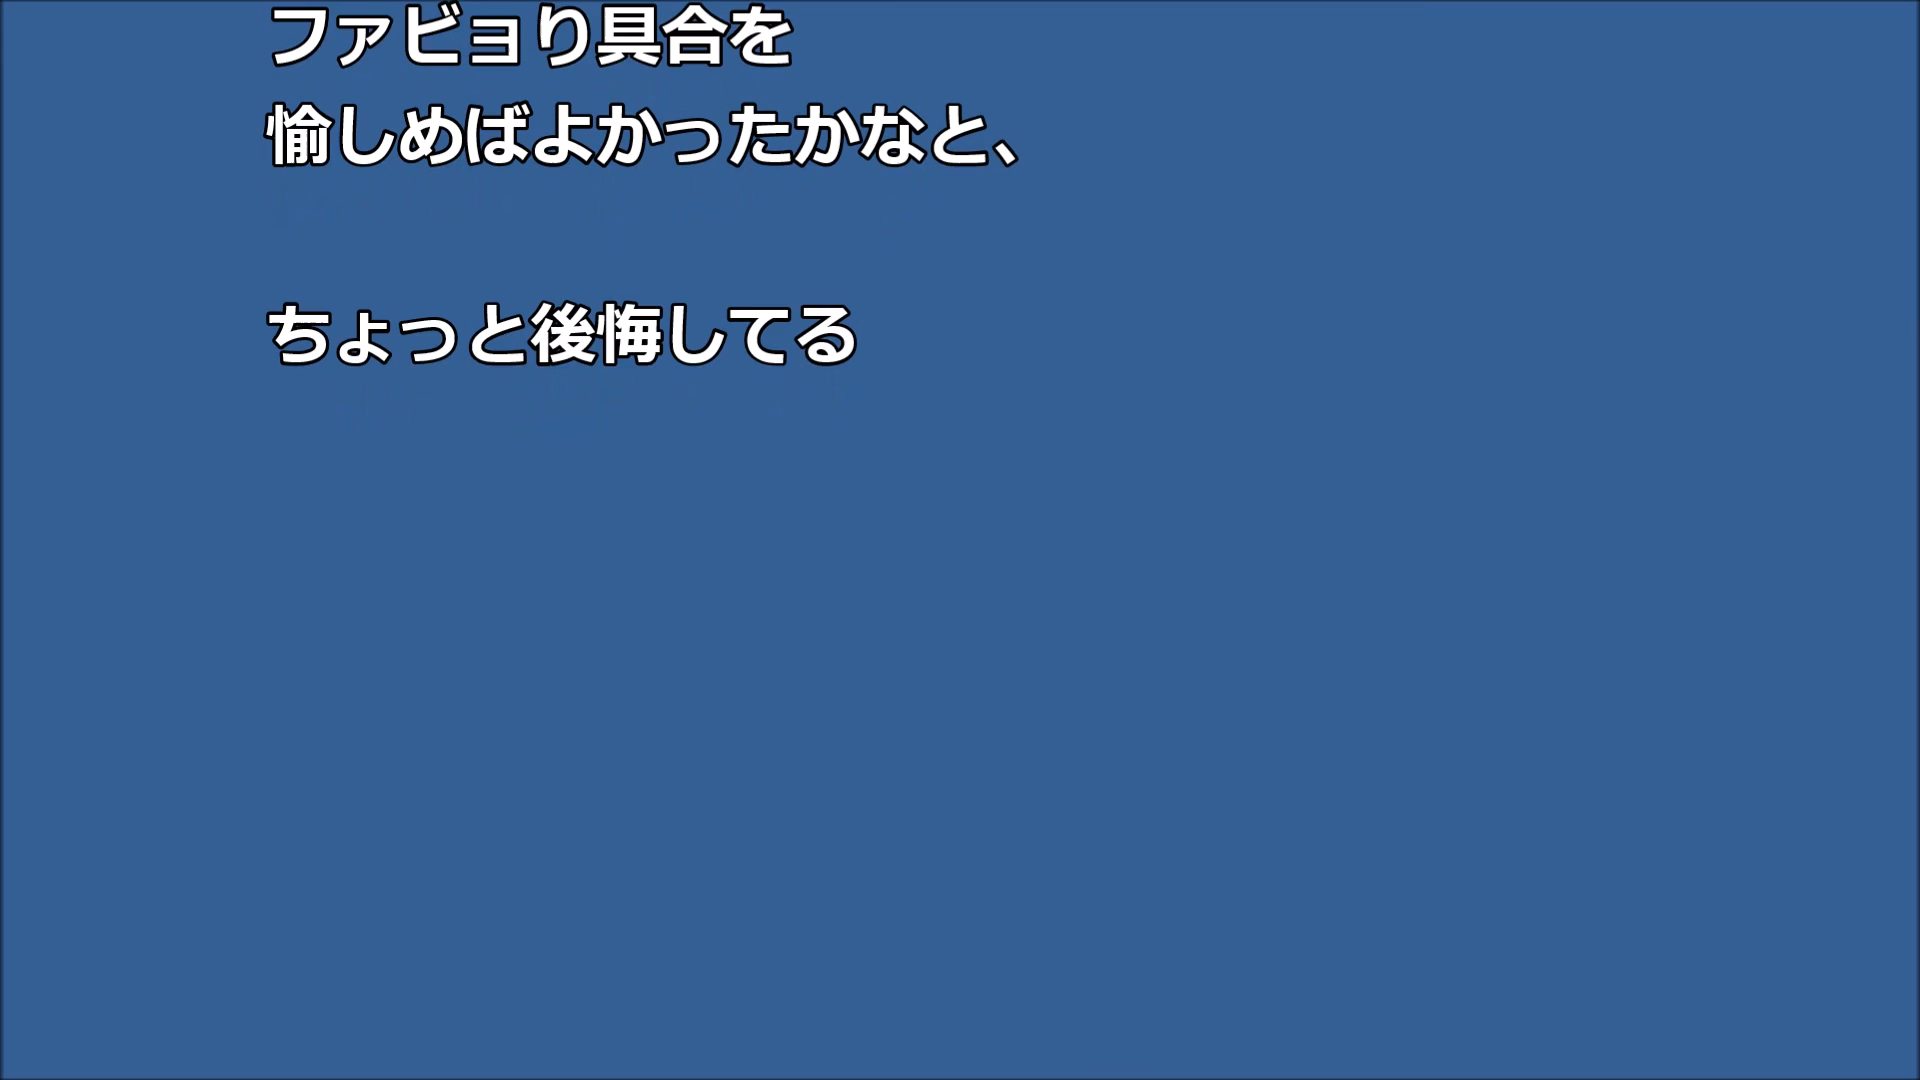 ファビョり具合を
愉しめばよかったかなと、
ちょっと後悔してる